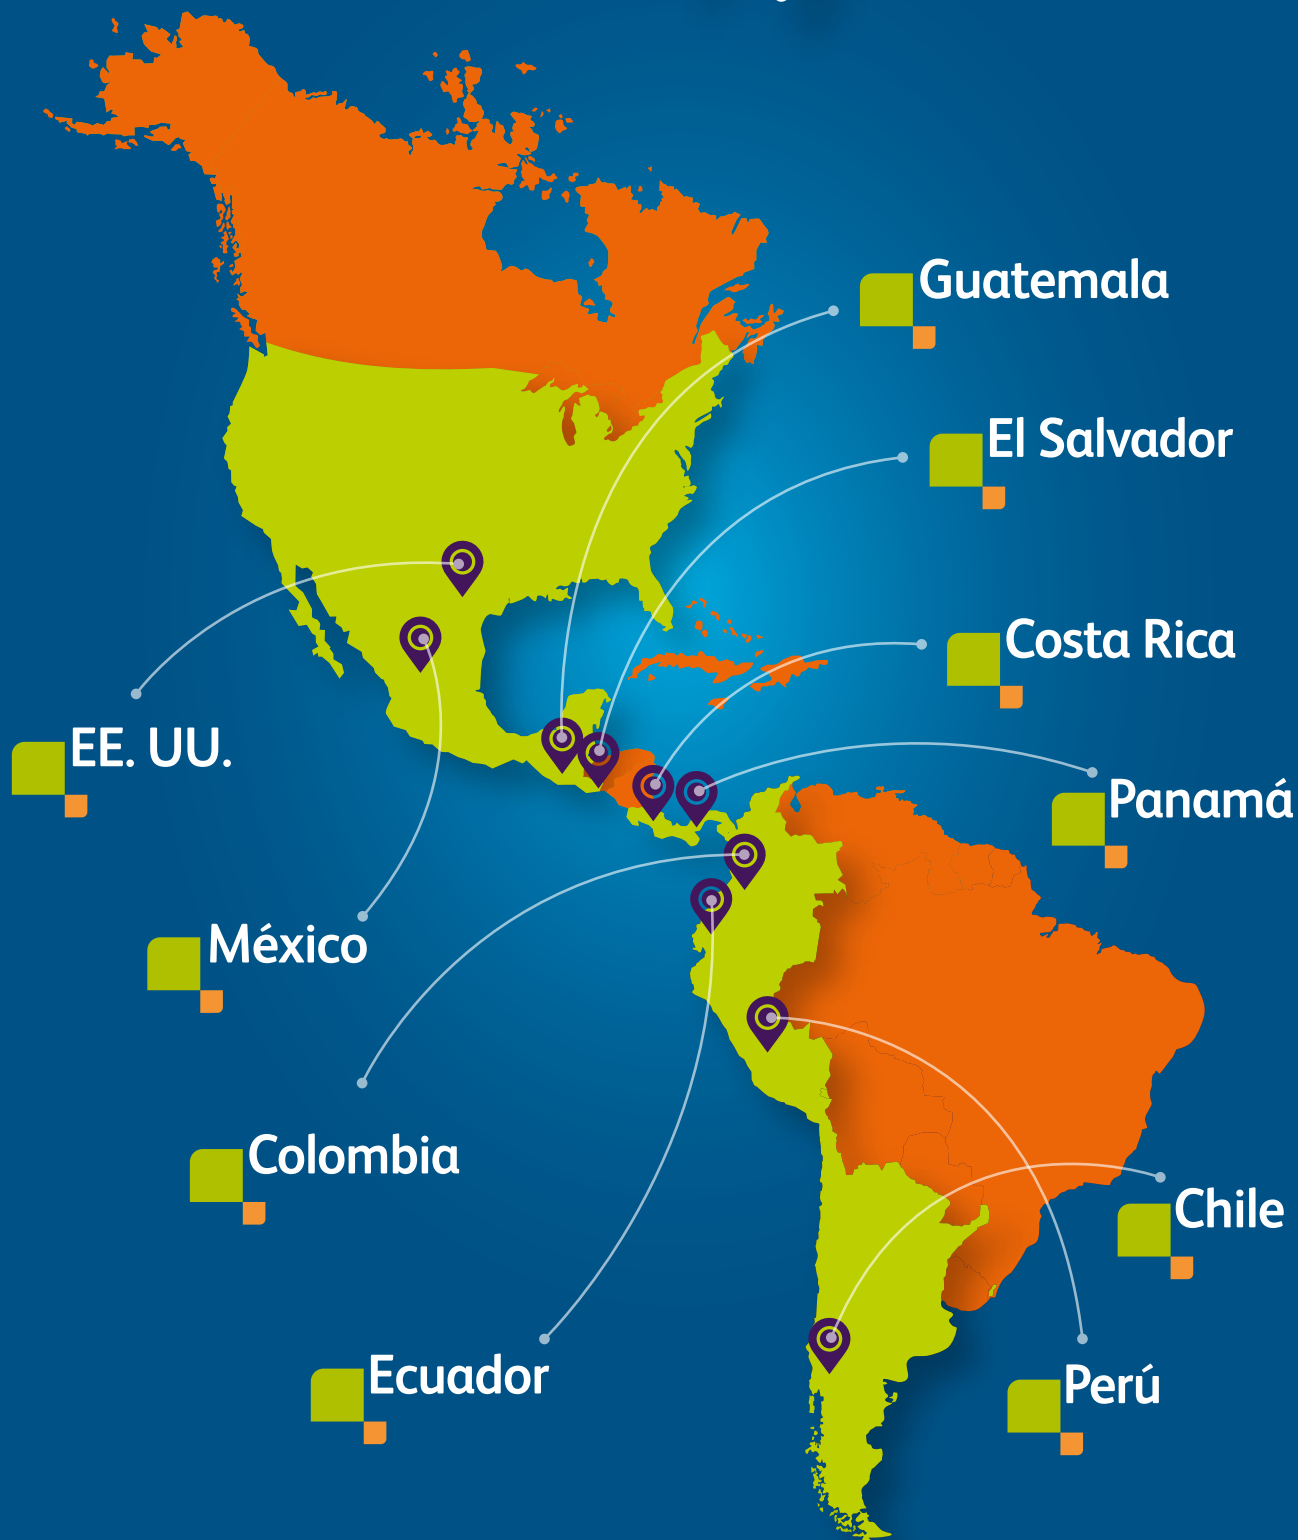 Guatemala
El Salvador
Costa Rica
EE. UU.
Panamá
México
Colombia
Chile
Ecuador
Perú